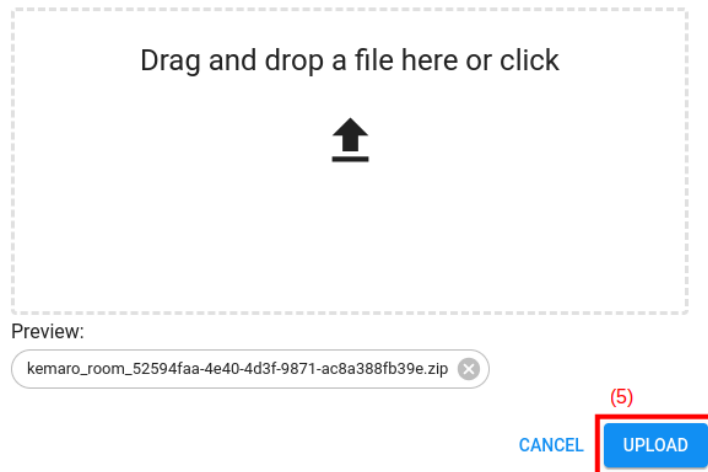 Drag and drop a file here or click
Preview:
kemaro_room_52594faa-4e40-4d3f-9871-ac8a388fb39e.zip
(5)
CANCEL UPLOAD